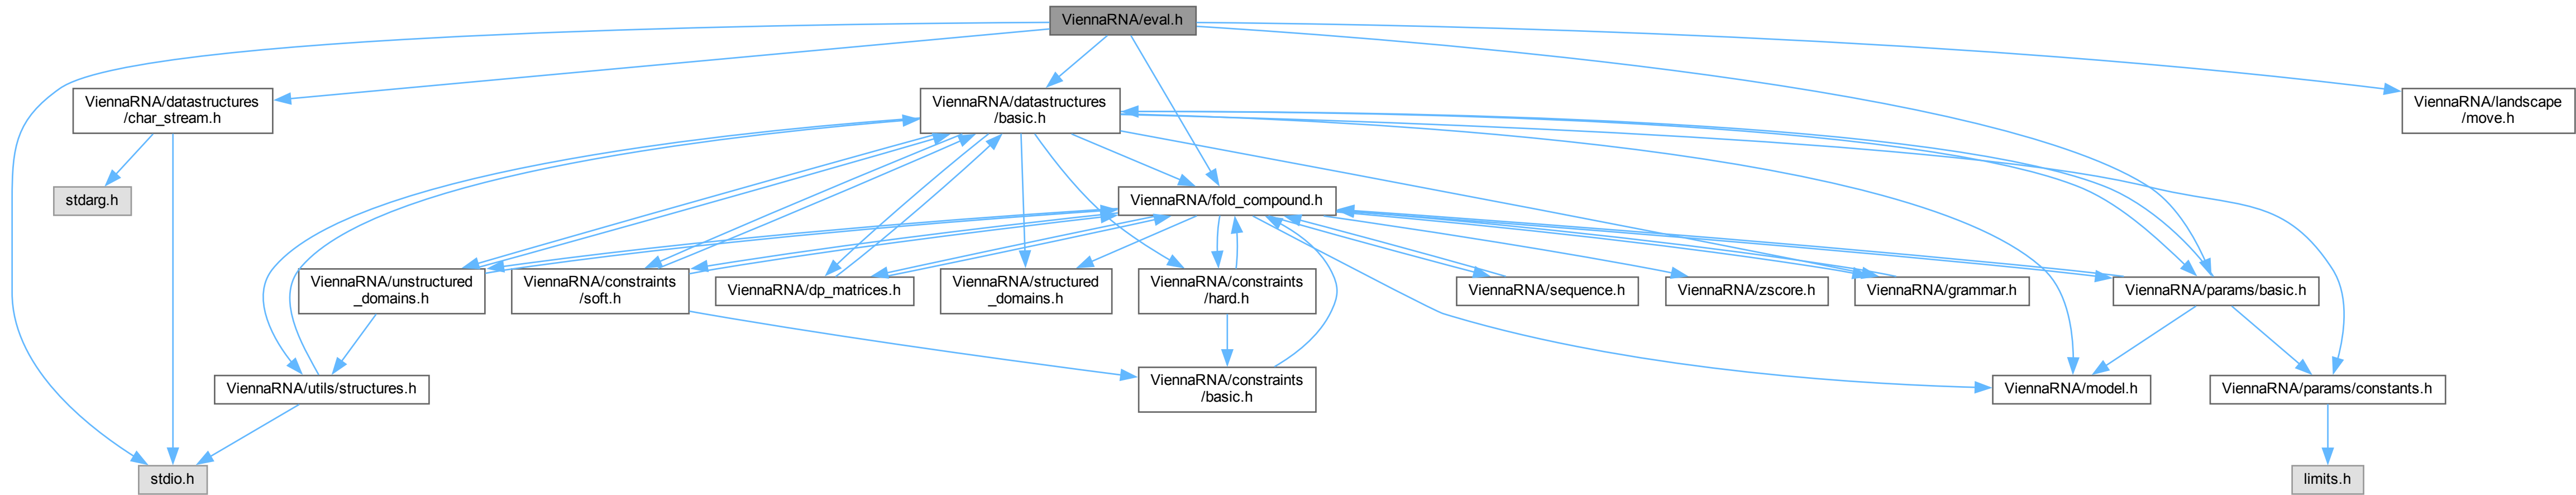 ViennaRNA/eval.h
ViennaRNA/datastructures
/char_stream.h
ViennaRNA/datastructures
/basic.h
ViennaRNA/landscape
/move.h
stdarg.h
ViennaRNA/fold_compound.h
ViennaRNA/unstructured
_domains.h
ViennaRNA/constraints
/soft.h
ViennaRNA/dp_matrices.h
ViennaRNA/structured
_domains.h
ViennaRNA/constraints
/hard.h
ViennaRNA/sequence.h
ViennaRNA/zscore.h
ViennaRNA/grammar.h
ViennaRNA/params/basic.h
ViennaRNA/utils/structures.h
ViennaRNA/constraints
/basic.h
ViennaRNA/model.h
ViennaRNA/params/constants.h
stdio.h
limits.h